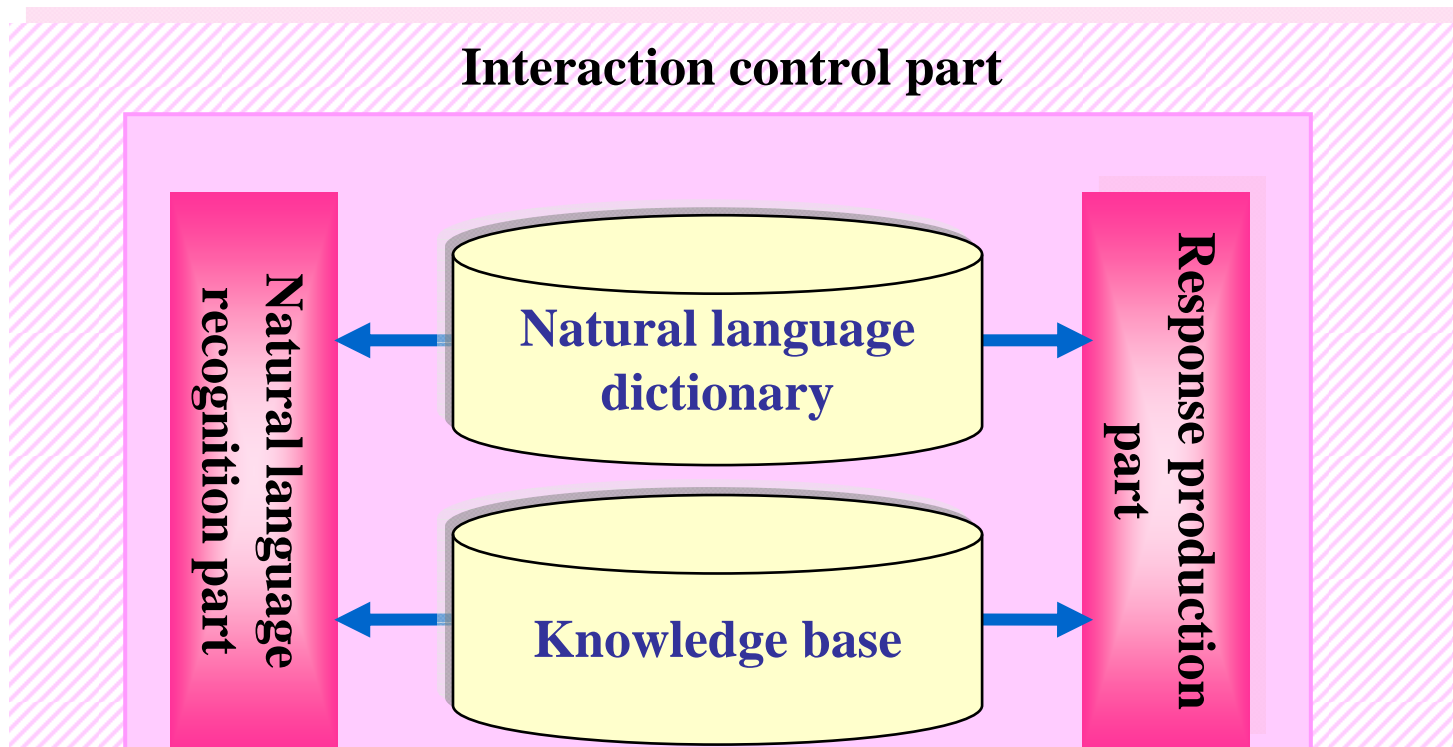 Interaction control part
Natural language
recognition part
Natural language
dictionary
Knowledge base
Response production
part